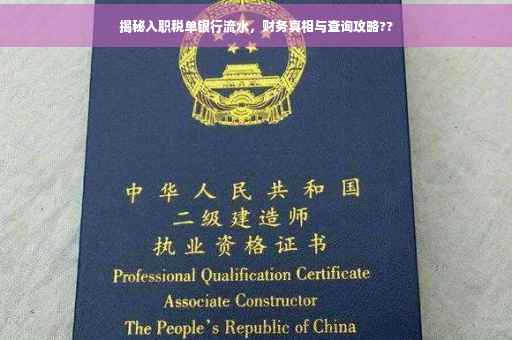 揭秘入职税单银行流水，财务真相与查询攻略??
中华人民共和国
二级建造师
执业资格证书
Professional Qualification Certificate
Associate Constructor
The People's Republic of China